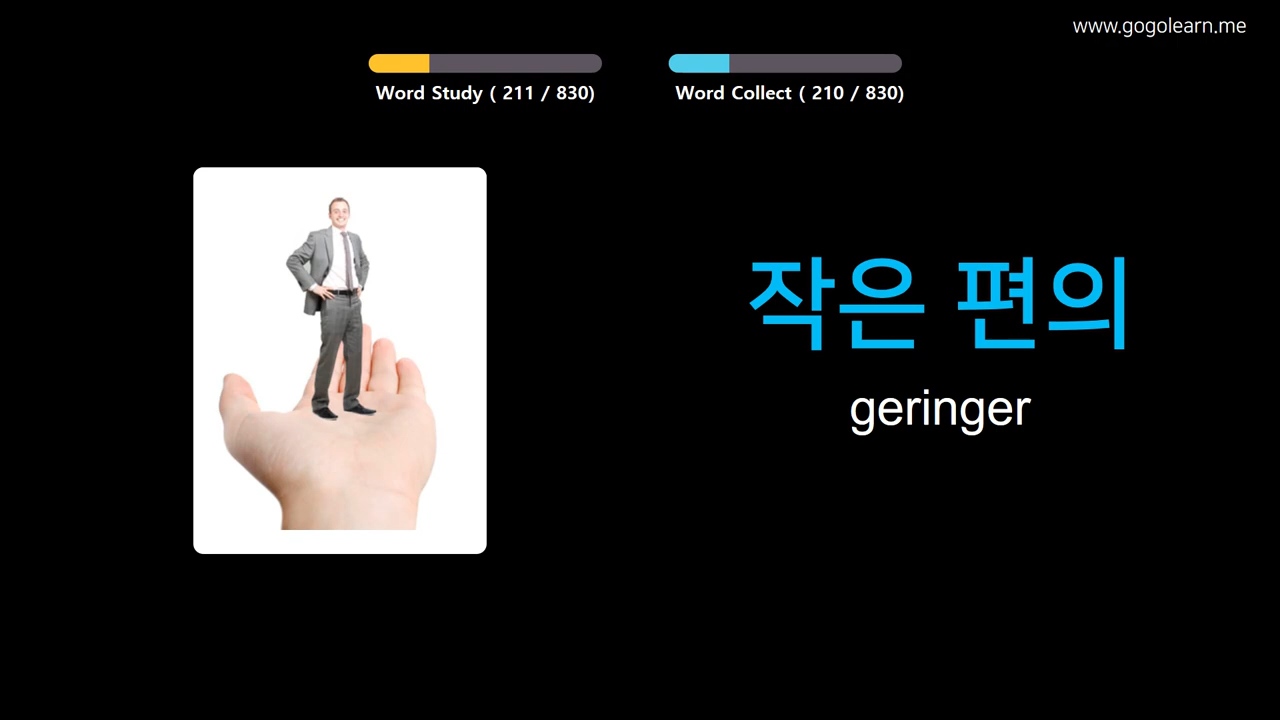 www.gogolearn.me
Word Study ( 211 / 830)
Word Collect ( 210 / 830)
작은 편의
geringer